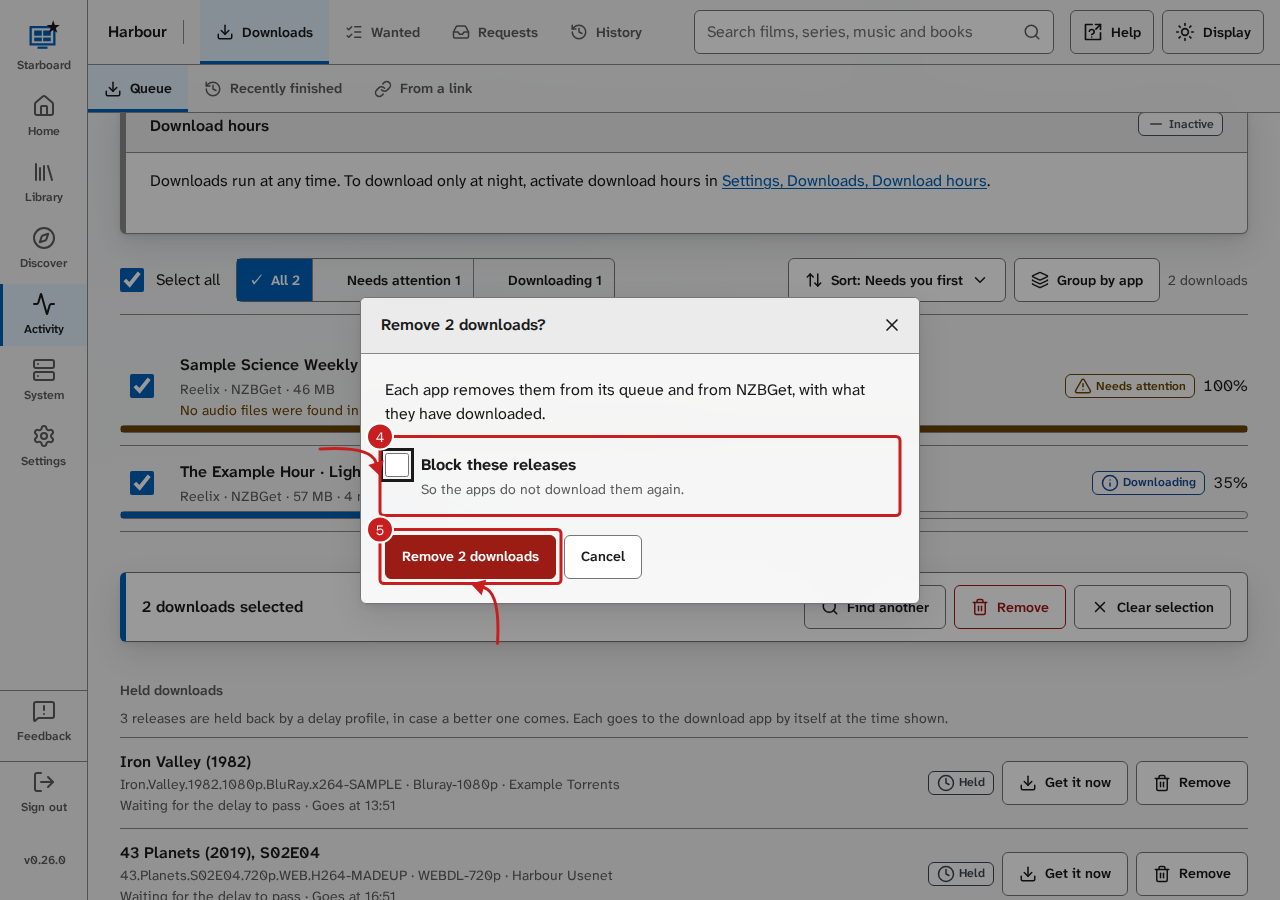 Starboard
Home
Library
Discover
Activity
System
Settings
Feedback
Sign out
v0.26.0
Harbour
Downloads
Wanted
Requests
History
Search films, series, music and books
Help
Display
Queue
Recently finished
From a link
Download hours
Inactive
Downloads run at any time. To download only at night, activate download hours in Settings, Downloads, Download hours.
Select all
All 2
Needs attention 1
Downloading 1
Sort: Needs you first
Group by app
2 downloads
Sample Science Weekly
Reelix · NZBGet · 46 MB
No audio files were found in
Needs attention
100%
The Example Hour · Ligh
Reelix · NZBGet · 57 MB · 4
Downloading
35%
Remove 2 downloads?
Each app removes them from its queue and from NZBGet, with what
they have downloaded.
4
Block these releases
So the apps do not download them again.
5
Remove 2 downloads
Cancel
2 downloads selected
Find another
Remove
Clear selection
Held downloads
3 releases are held back by a delay profile, in case a better one comes. Each goes to the download app by itself at the time shown.
Iron Valley (1982)
Iron.Valley.1982.1080p.BluRay.x264-SAMPLE · Bluray-1080p · Example Torrents
Waiting for the delay to pass · Goes at 13:51
Held
Get it now
Remove
43 Planets (2019), S02E04
43.Planets.S02E04.720p.WEB.H264-MADEUP · WEBDL-720p · Harbour Usenet
Waiting for the delay to pass · Goes at 16:51
Held
Get it now
Remove